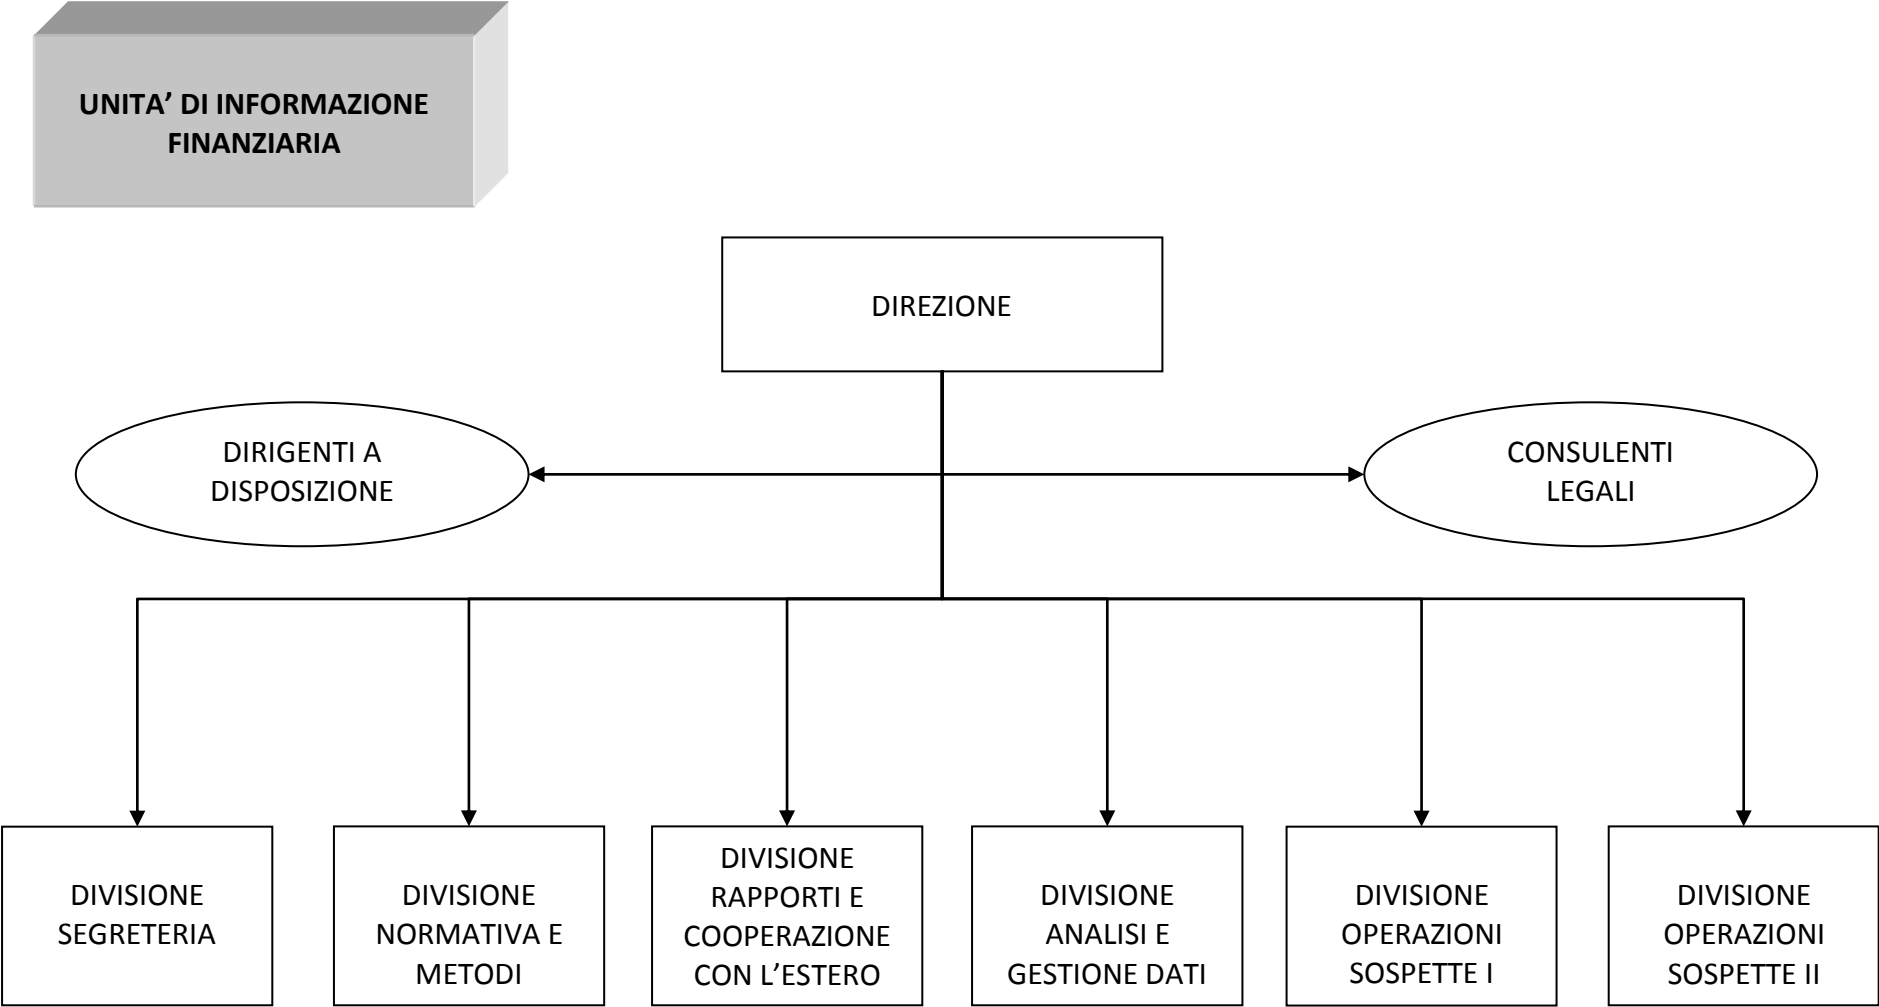 UNITA’ DI INFORMAZIONE
FINANZIARIA
DIREZIONE
DIRIGENTI A
DISPOSIZIONE
CONSULENTI
LEGALI
DIVISIONE
SEGRETERIA
DIVISIONE
NORMATIVA E
METODI
DIVISIONE
RAPPORTI E
COOPERAZIONE
CON L’ESTERO
DIVISIONE
ANALISI E
GESTIONE DATI
DIVISIONE
OPERAZIONI
SOSPETTE I
DIVISIONE
OPERAZIONI
SOSPETTE II